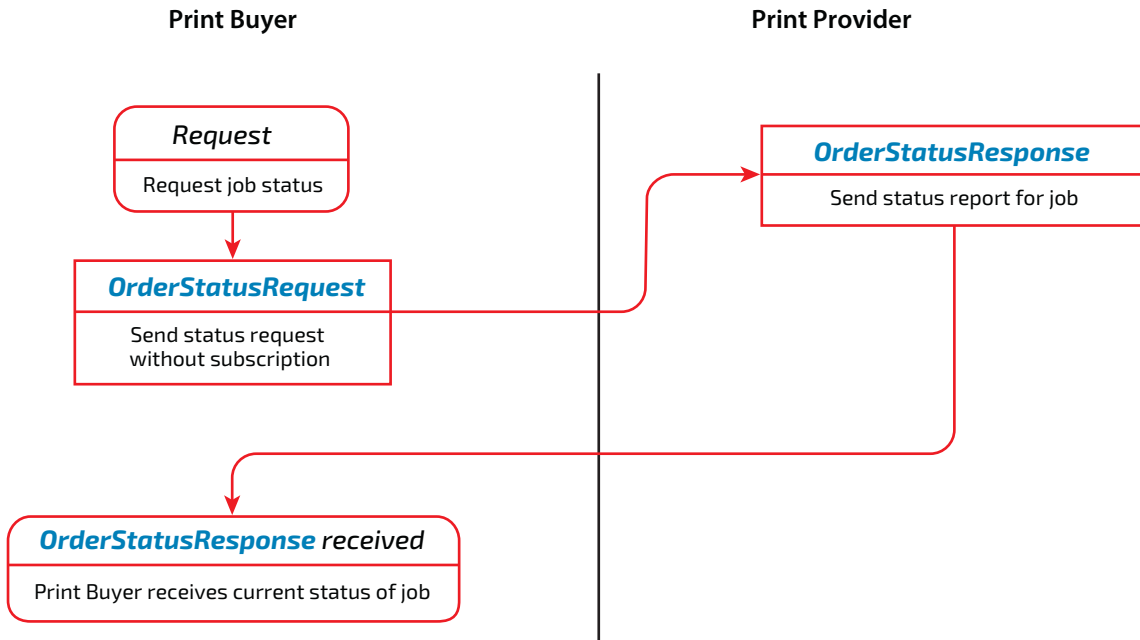 Print Buyer
Print Provider
Request
Request job status
OrderStatusRequest
Send status request
without subscription
OrderStatusResponse
Send status report for job
OrderStatusResponse received
Print Buyer receives current status of job